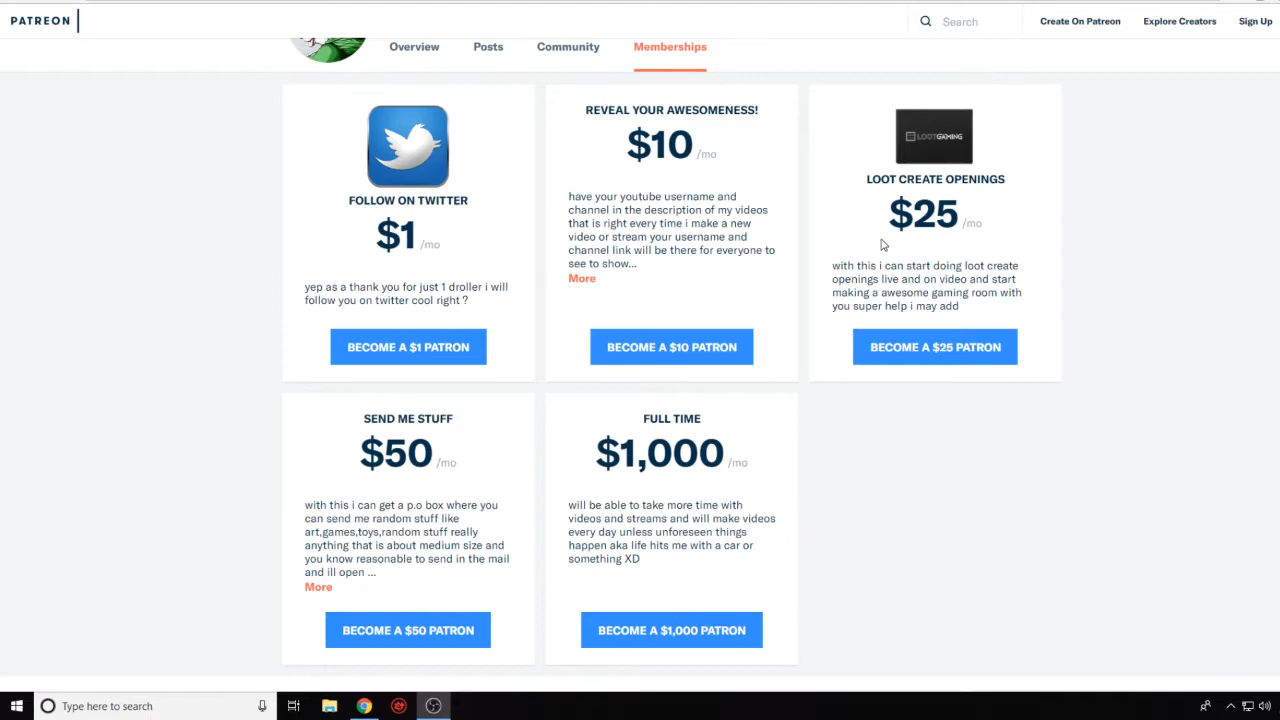 PATREON
Search
Create On Patreon
Explore Creators
Sign Up
Overview
Posts
Community
Memberships
FOLLOW ON TWITTER
$1 /mo
yep as a thank you for just 1 droller i will
follow you on twitter cool right ?
BECOME A $1 PATRON
REVEAL YOUR AWESOMENESS!
$10 /mo
have your youtube username and
channel in the description of my videos
that is right every time i make a new
video or stream your username and
channel link will be there for everyone to
see to show...
More
BECOME A $10 PATRON
LOOTGAMING
LOOT CREATE OPENINGS
$25 /mo
with this i can start doing loot create
openings live and on video and start
making a awesome gaming room with
you super help i may add
BECOME A $25 PATRON
SEND ME STUFF
$50 /mo
with this i can get a p.o box where you
can send me random stuff like
art,games,toys,random stuff really
anything that is about medium size and
you know reasonable to send in the mail
and ill open ...
More
BECOME A $50 PATRON
FULL TIME
$1,000 /mo
will be able to take more time with
videos and streams and will make videos
every day unless unforeseen things
happen aka life hits me with a car or
something XD
BECOME A $1,000 PATRON
Type here to search